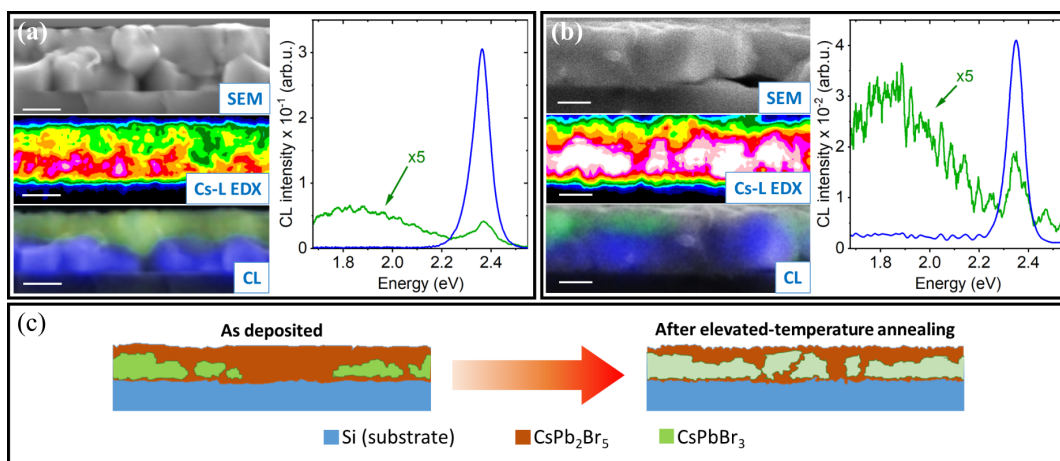 (a)
SEM
Cs-L EDX
CL
CL intensity x 10⁻¹ (arb.u.)
3
2
1
0
x5
1.8 2.0 2.2 2.4
Energy (eV)
(b)
SEM
Cs-L EDX
CL
CL intensity x 10⁻² (arb.u.)
4
3
2
1
0
x5
1.8 2.0 2.2 2.4
Energy (eV)
(c)
As deposited
After elevated-temperature annealing
Si (substrate) CsPb₂Br₅ CsPbBr₃